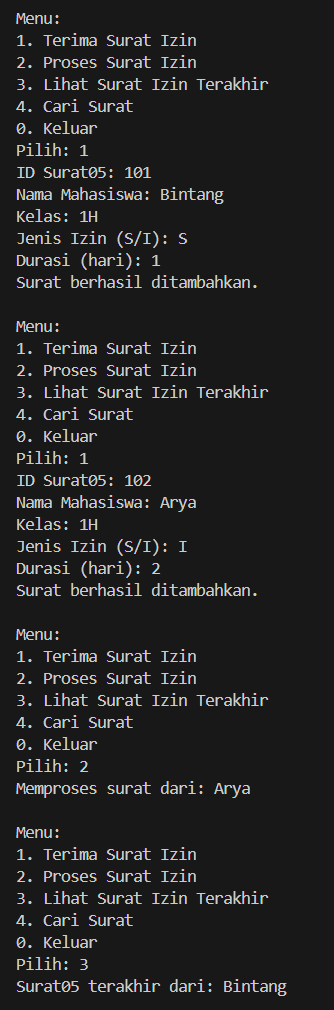 Menu:
1. Terima Surat Izin
2. Proses Surat Izin
3. Lihat Surat Izin Terakhir
4. Cari Surat
0. Keluar
Pilih: 1
ID Surat05: 101
Nama Mahasiswa: Bintang
Kelas: 1H
Jenis Izin (S/I): S
Durasi (hari): 1
Surat berhasil ditambahkan.

Menu:
1. Terima Surat Izin
2. Proses Surat Izin
3. Lihat Surat Izin Terakhir
4. Cari Surat
0. Keluar
Pilih: 1
ID Surat05: 102
Nama Mahasiswa: Arya
Kelas: 1H
Jenis Izin (S/I): I
Durasi (hari): 2
Surat berhasil ditambahkan.

Menu:
1. Terima Surat Izin
2. Proses Surat Izin
3. Lihat Surat Izin Terakhir
4. Cari Surat
0. Keluar
Pilih: 2
Memproses surat dari: Arya

Menu:
1. Terima Surat Izin
2. Proses Surat Izin
3. Lihat Surat Izin Terakhir
4. Cari Surat
0. Keluar
Pilih: 3
Surat05 terakhir dari: Bintang